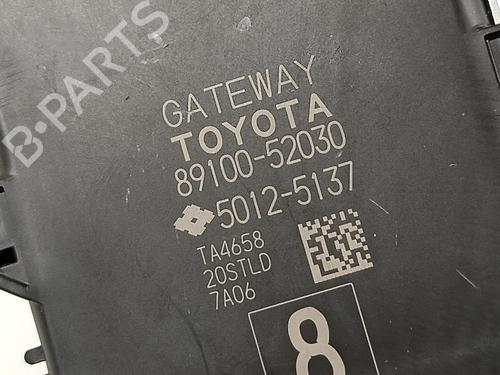 B-PARTS
GATEWAY
TOYOTA
89100-52030
5012-5137
TA4658
20STLD
7A06
8